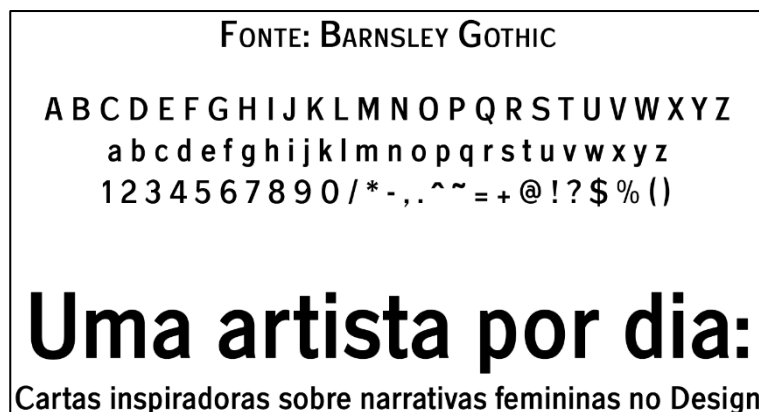 FONTE: BARNSLEY GOTHIC
A B C D E F G H I J K L M N O P Q R S T U V W X Y Z
a b c d e f g h i j k l m n o p q r s t u v w x y z
1 2 3 4 5 6 7 8 9 0 / * - , . ^ ~ = + @ ! ? $ % ( )
Uma artista por dia:
Cartas inspiradoras sobre narrativas femininas no Design